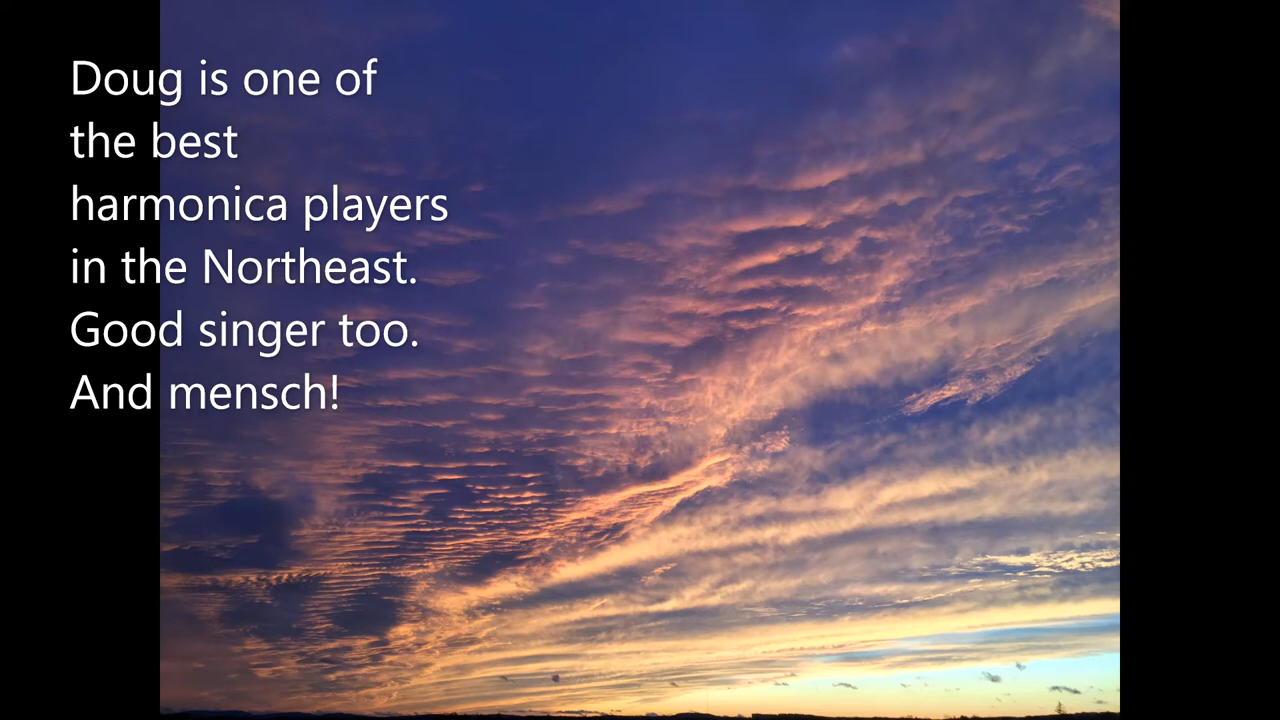 Doug is one of
the best
harmonica players
in the Northeast.
Good singer too.
And mensch!